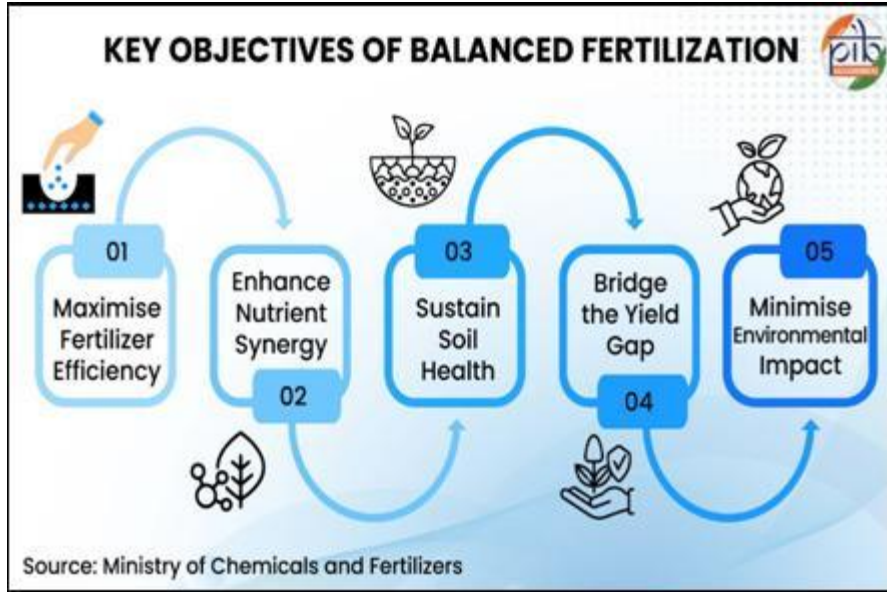 KEY OBJECTIVES OF BALANCED FERTILIZATION
pib
01
Maximise
Fertilizer
Efficiency
Enhance
Nutrient
Synergy
02
03
Sustain
Soil
Health
Bridge
the Yield
Gap
04
05
Minimise
Environmental
Impact
Source: Ministry of Chemicals and Fertilizers